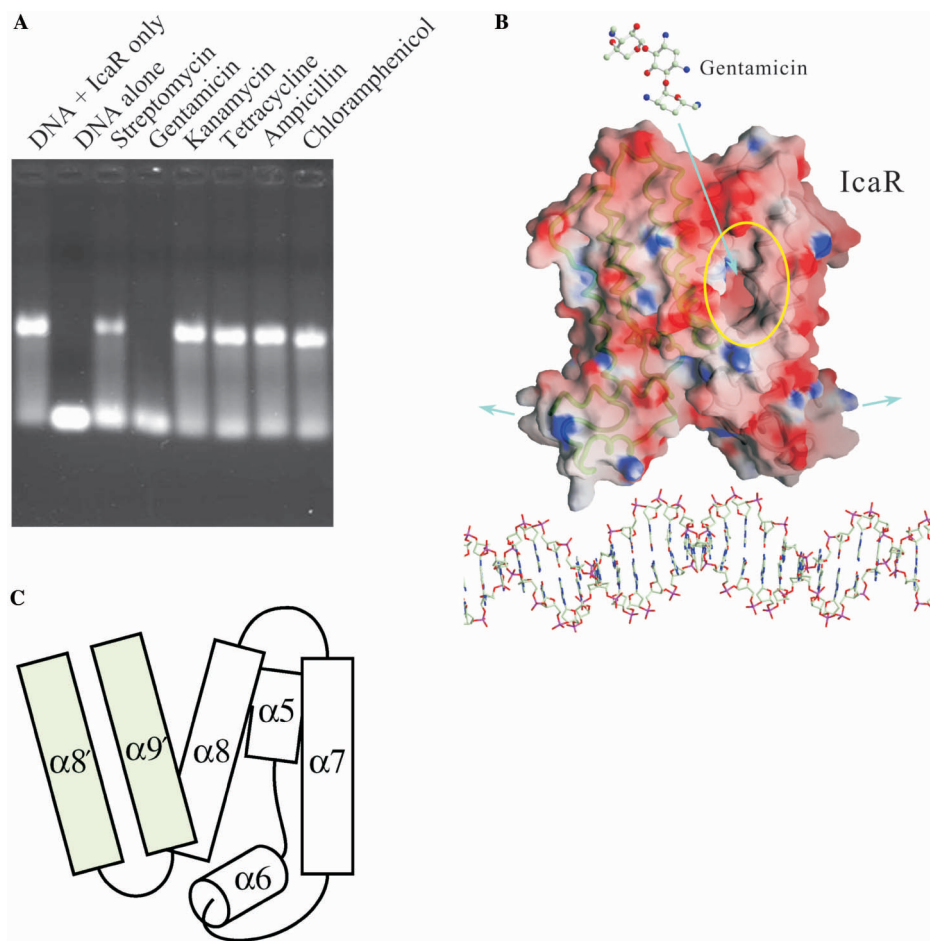 A
DNA + IcaR only
DNA alone
Streptomycin
Gentamicin
Kanamycin
Tetracycline
Ampicillin
Chloramphenicol
B
Gentamicin
IcaR
C
α8′
α9′
α8
α5
α7
α6